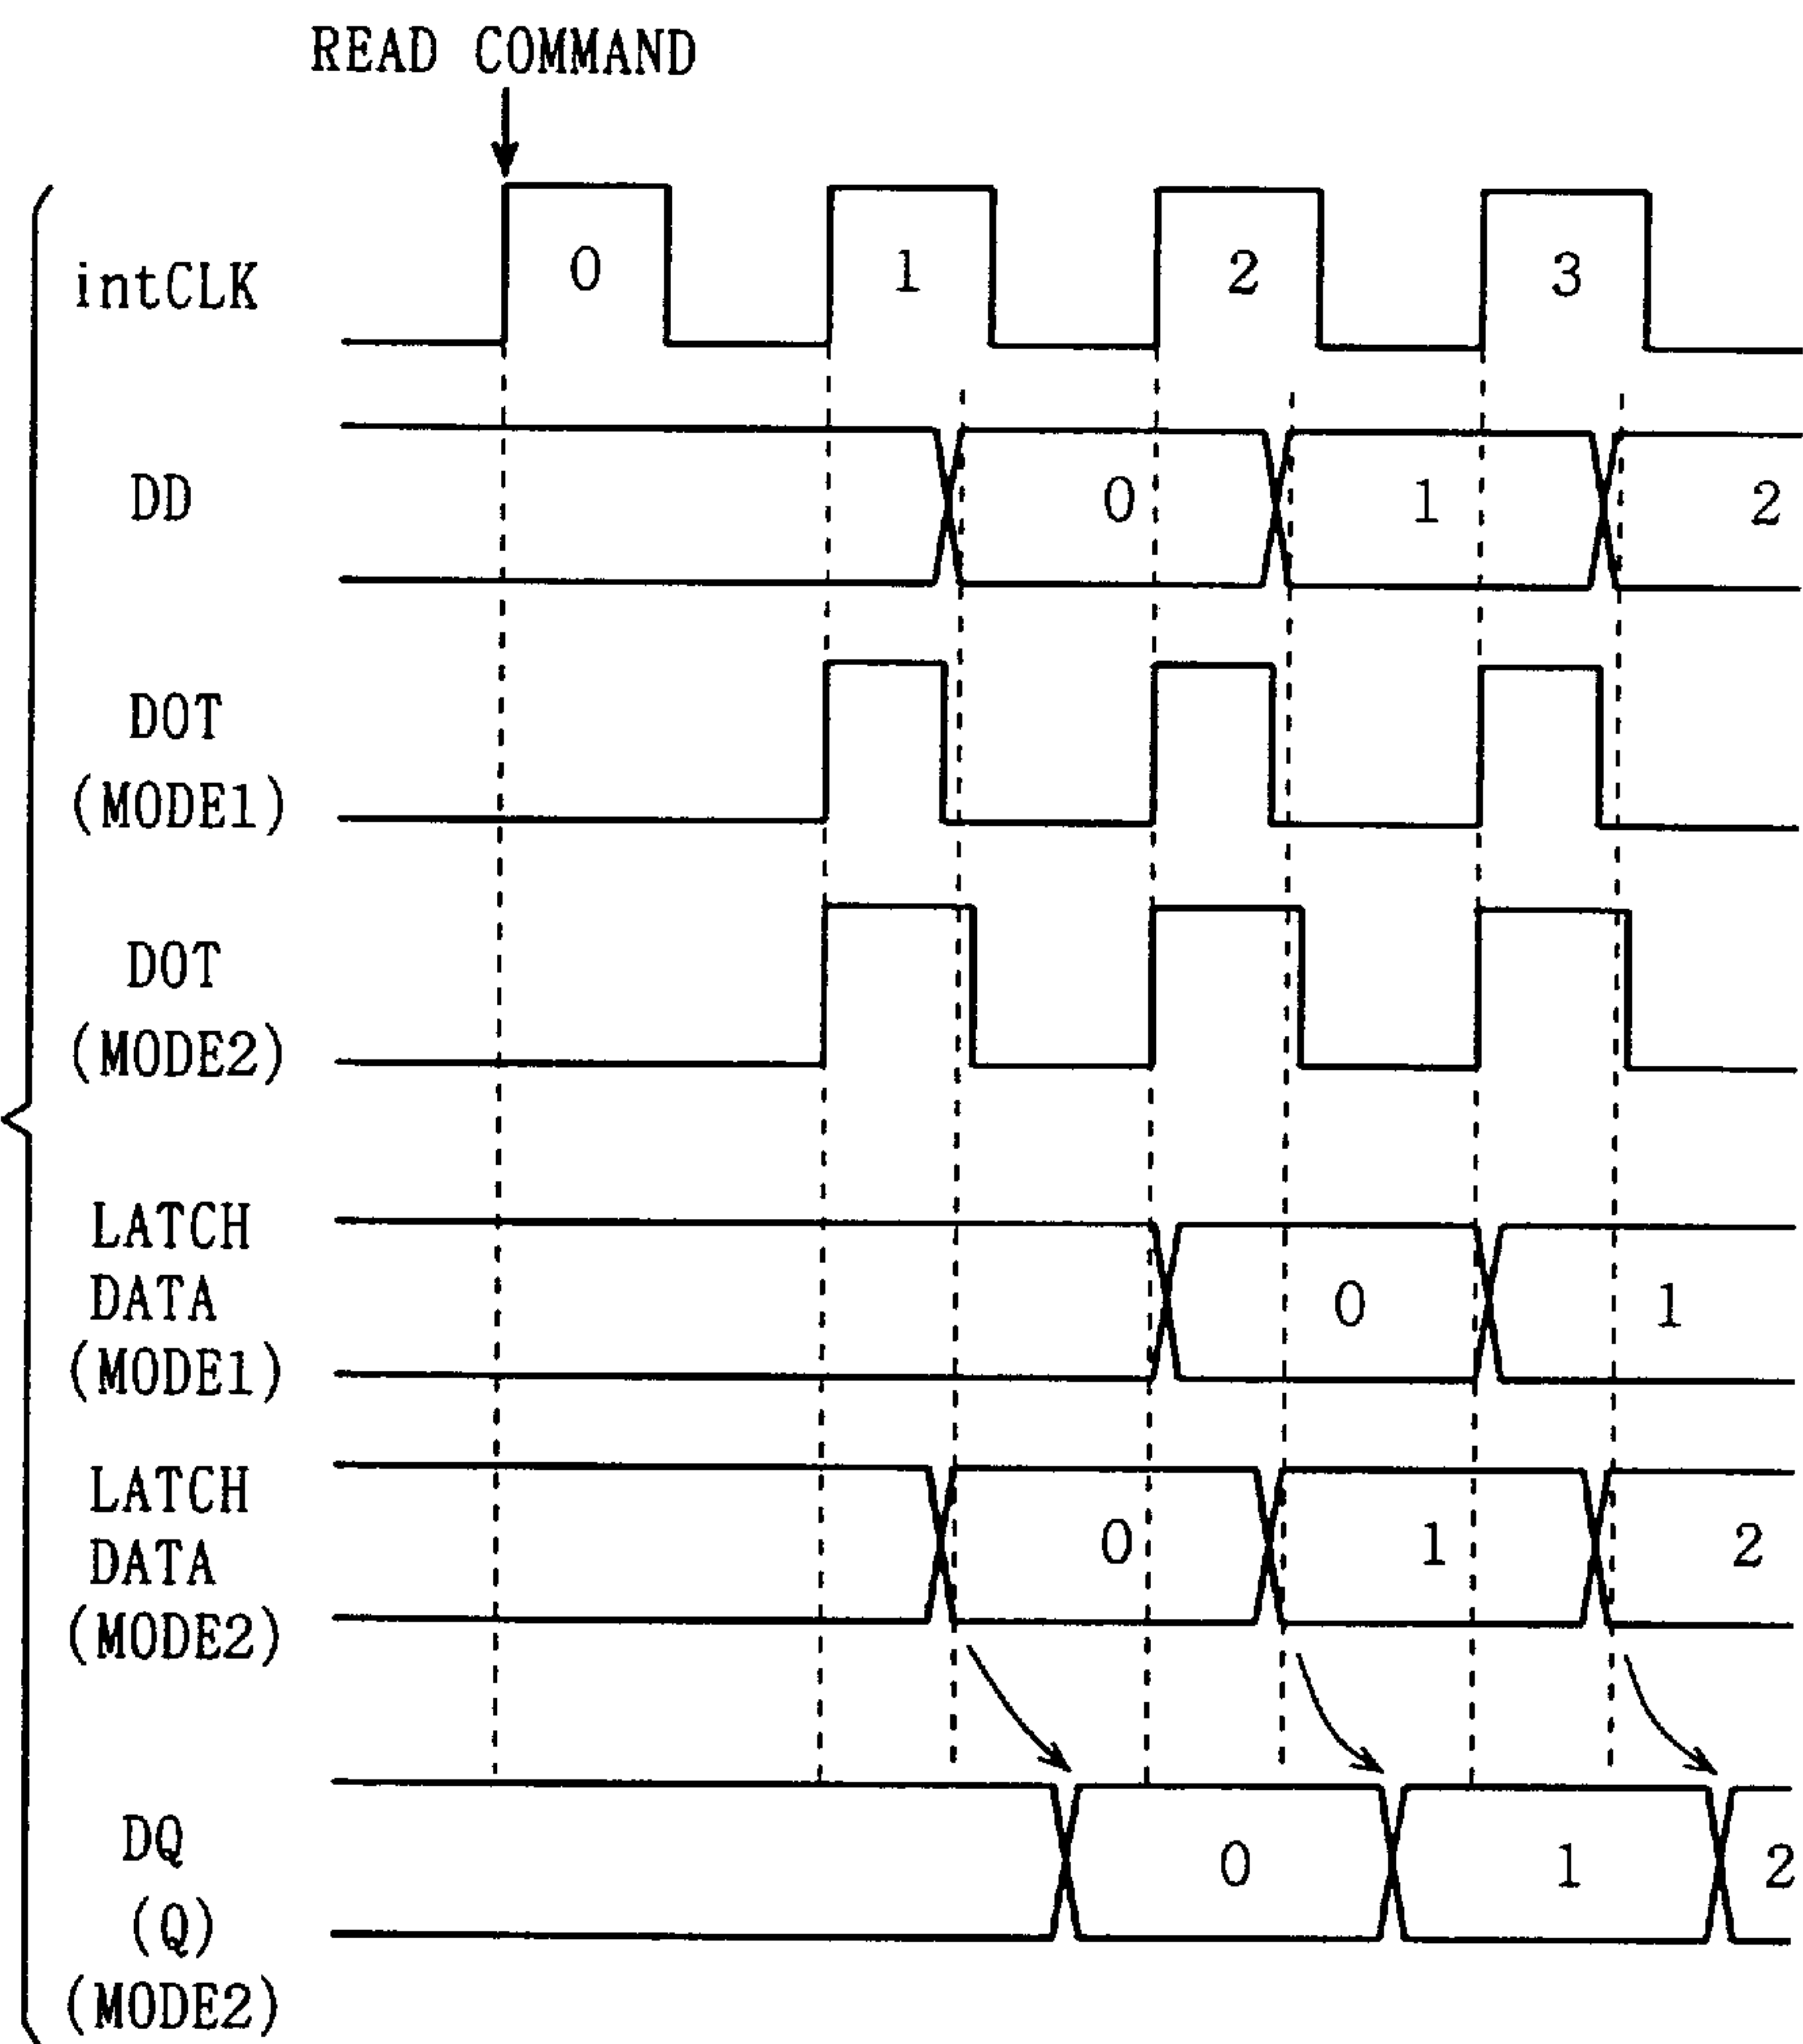 READ COMMAND
intCLK 0 1 2 3
DD 0 1 2
DOT
(MODE1)
DOT
(MODE2)
LATCH
DATA 0 1
(MODE1)
LATCH
DATA 0 1 2
(MODE2)
DQ 0 1 2
(Q)
(MODE2)